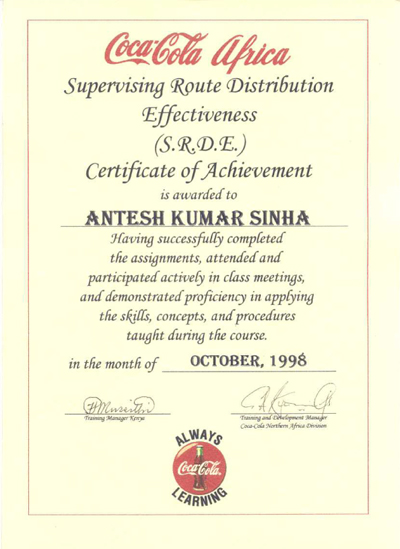 Coca-Cola Africa
Supervising Route Distribution
Effectiveness
(S.R.D.E.)
Certificate of Achievement
is awarded to
ANTESH KUMAR SINHA
Having successfully completed
the assignments, attended and
participated actively in class meetings,
and demonstrated proficiency in applying
the skills, concepts, and procedures
taught during the course.
in the month of OCTOBER, 1998
Training Manager Kenya
Training and Development Manager
Coca-Cola Northern Africa Division
ALWAYS
Coca-Cola
LEARNING